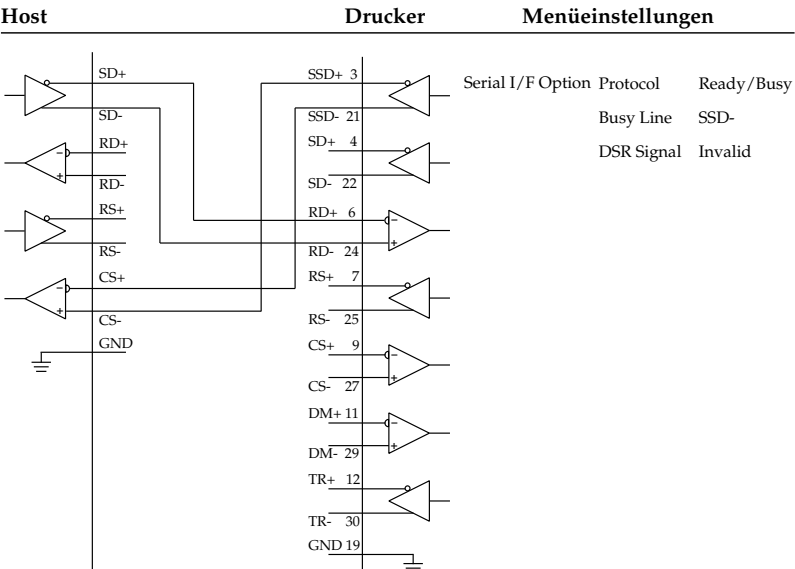 Host Drucker Menüeinstellungen
SD+ SSD+ 3 Serial I/F Option Protocol Ready/Busy
SD- SSD- 21 Busy Line SSD-
RD+ SD+ 4 DSR Signal Invalid
RD- SD- 22
RS+ RD+ 6
RS- RD- 24
CS+ RS+ 7
CS- RS- 25
GND CS+ 9
CS- 27
DM+ 11
DM- 29
TR+ 12
TR- 30
GND 19